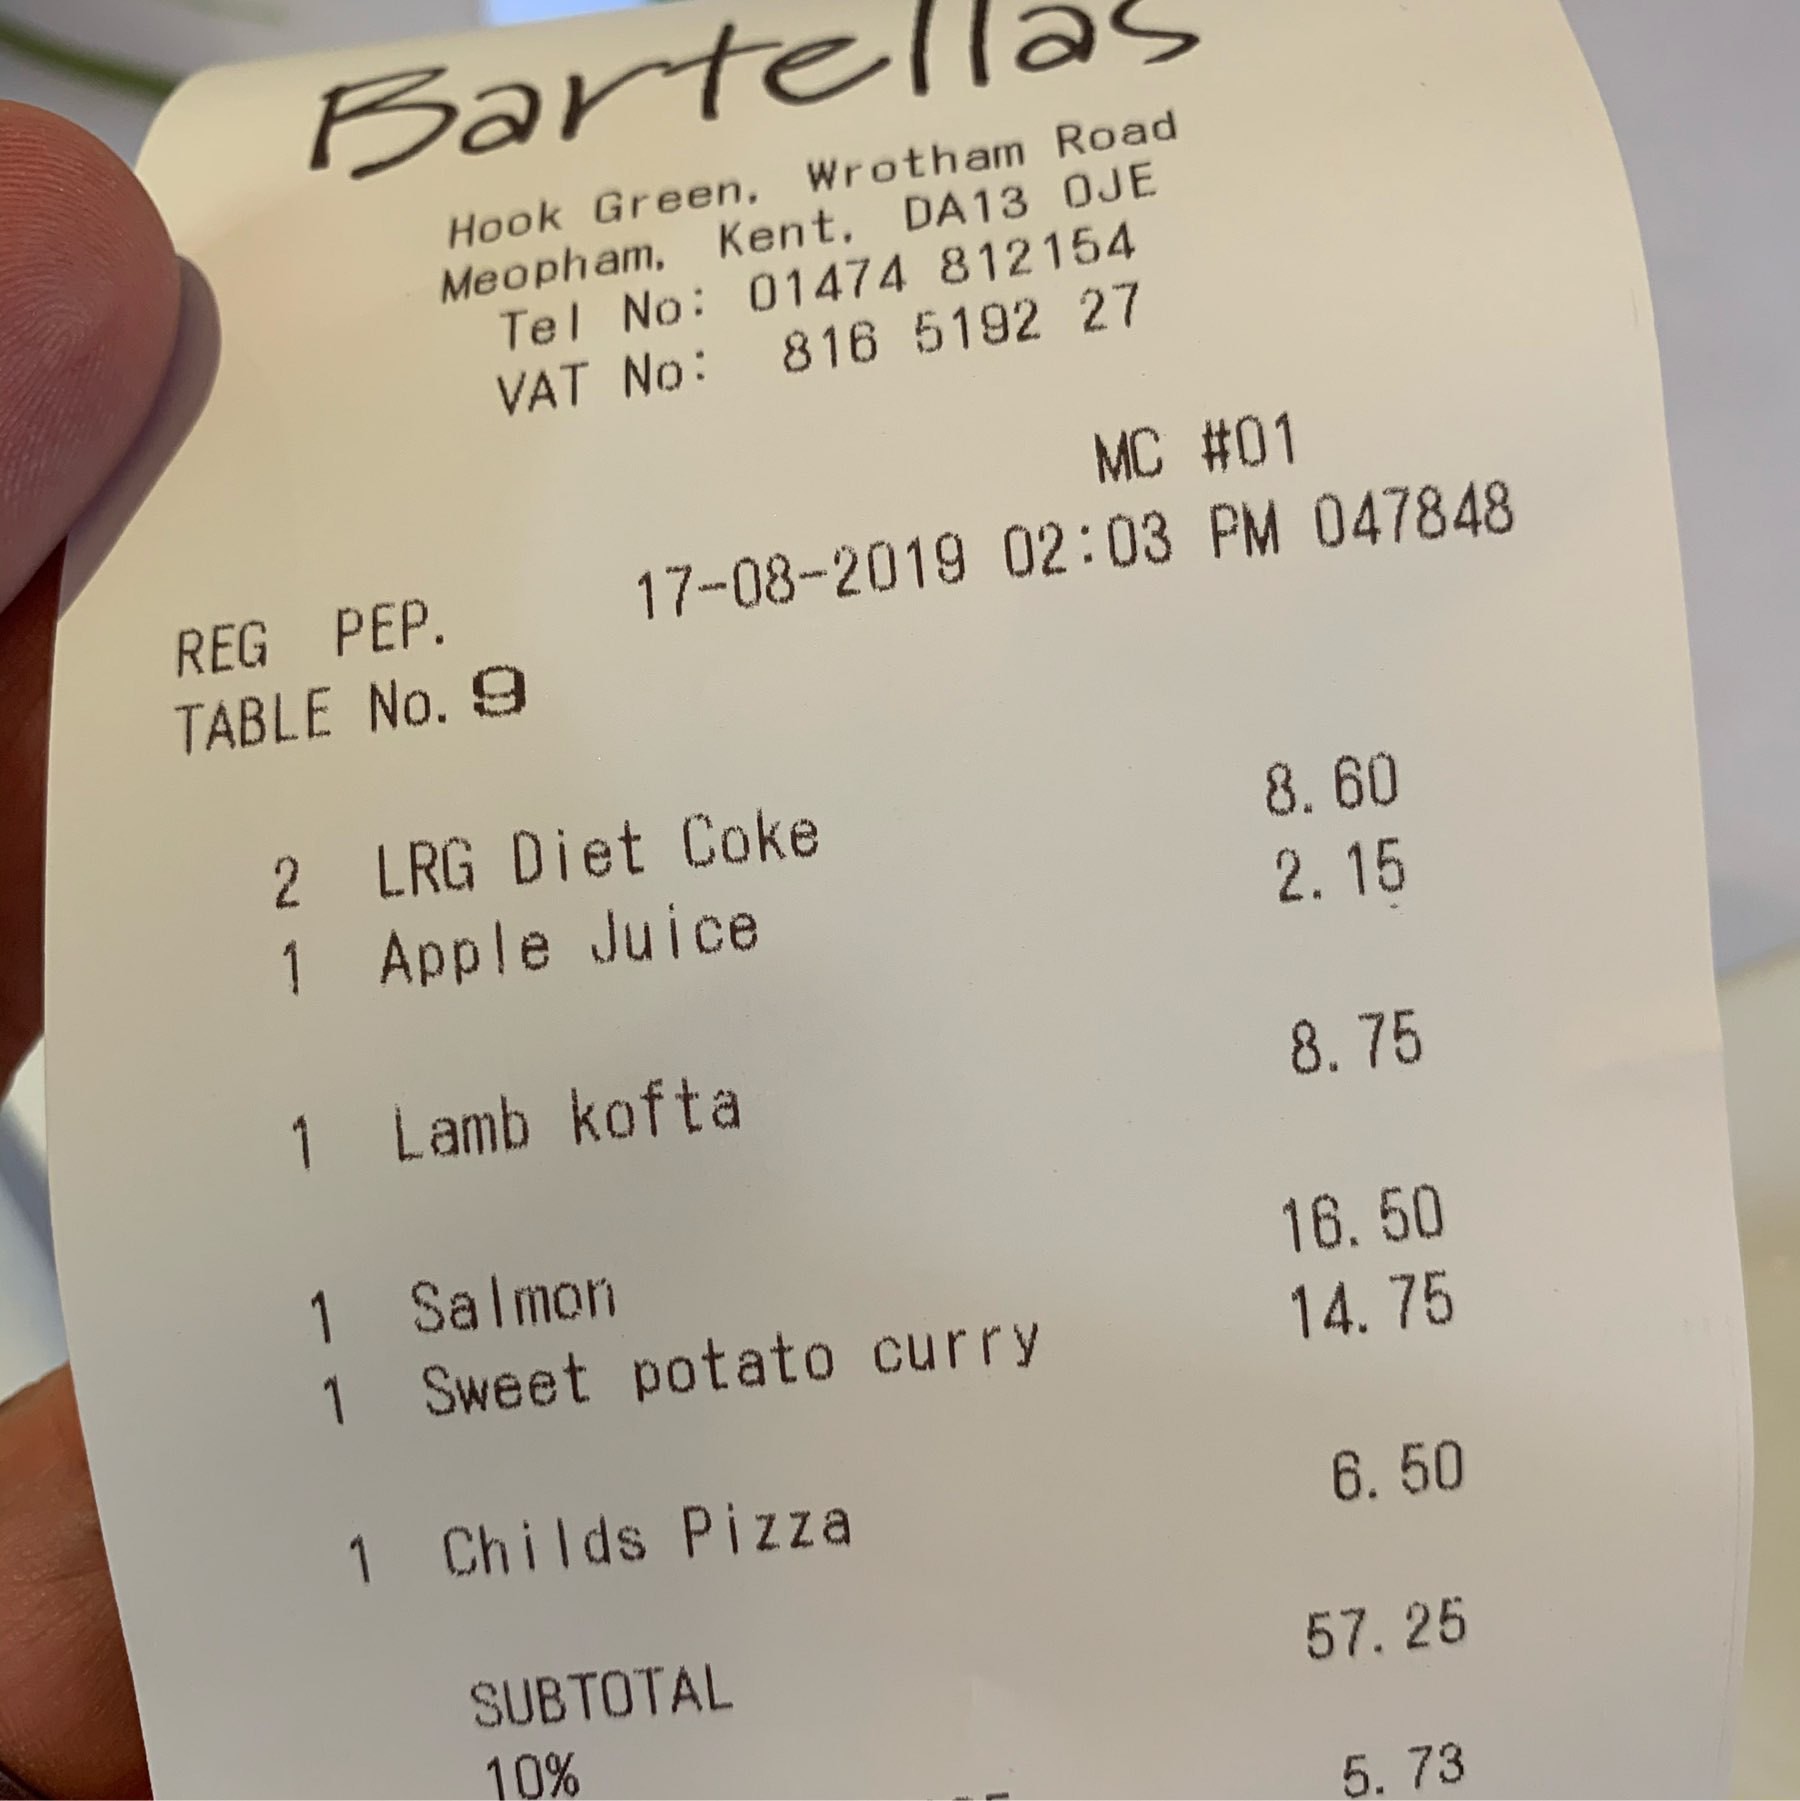 Bartellas
Hook Green, Wrotham Road
Meopham, Kent, DA13 0JE
Tel No: 01474 812154
VAT No: 816 5192 27
MC #01
REG PEP. 17-08-2019 02:03 PM 047848
TABLE No. 9
2 LRG Diet Coke 8.60
1 Apple Juice 2.15
1 Lamb kofta 8.75
1 Salmon 16.50
1 Sweet potato curry 14.75
1 Childs Pizza 6.50
SUBTOTAL 57.25
10% 5.73